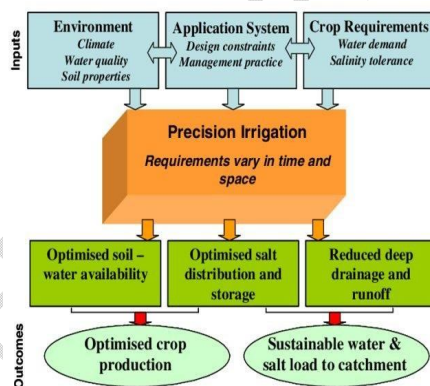 Inputs
Environment
Climate
Water quality
Soil properties
Application System
Design constraints
Management practice
Crop Requirements
Water demand
Salinity tolerance
Precision Irrigation
Requirements vary in time and
space
Optimised soil –
water availability
Optimised salt
distribution and
storage
Reduced deep
drainage and
runoff
Outcomes
Optimised crop
production
Sustainable water &
salt load to catchment